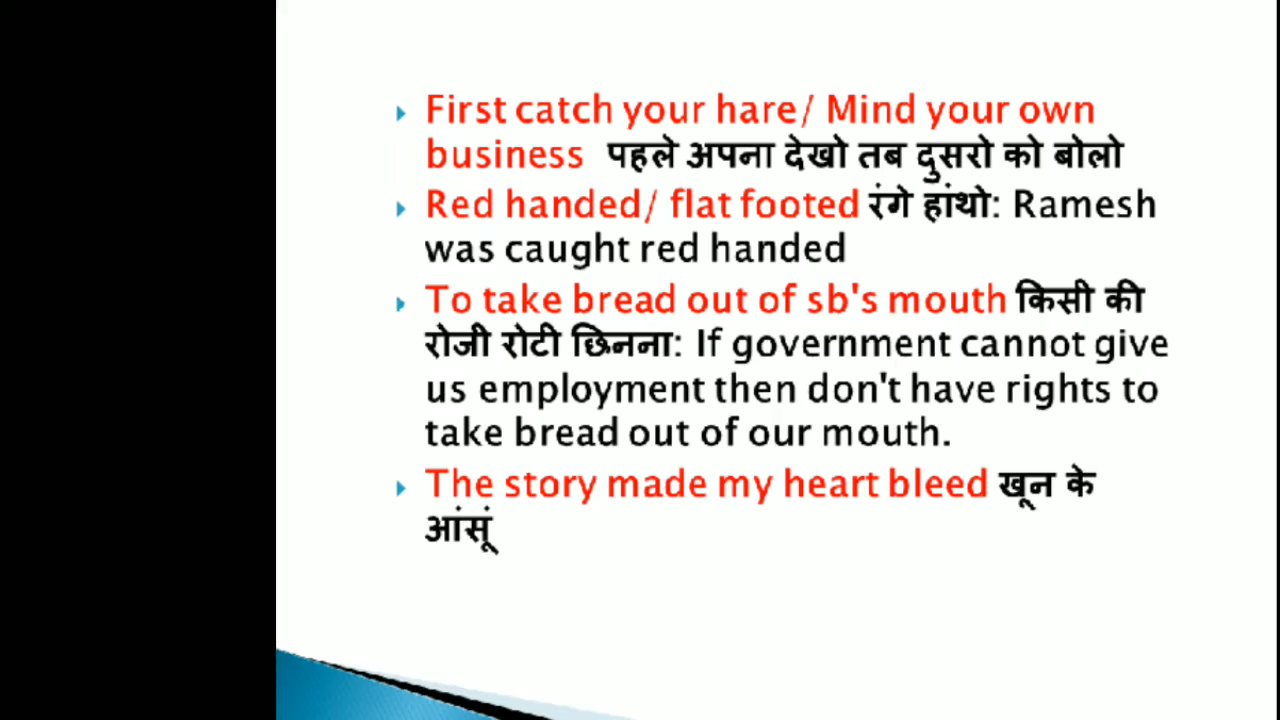 First catch your hare/ Mind your own
business पहले अपना देखो तब दुसरो को बोलो
Red handed/ flat footed रंगे हांथो: Ramesh
was caught red handed
To take bread out of sb's mouth किसी की
रोजी रोटी छिनना: If government cannot give
us employment then don't have rights to
take bread out of our mouth.
The story made my heart bleed खून के
आंसूं